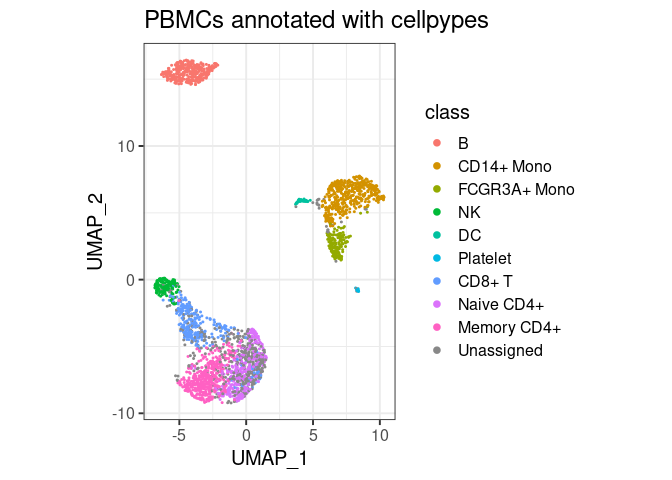 PBMCs annotated with cellpypes
UMAP_2
10
0
-10
-5
0
5
10
UMAP_1
class
B
CD14+ Mono
FCGR3A+ Mono
NK
DC
Platelet
CD8+ T
Naive CD4+
Memory CD4+
Unassigned